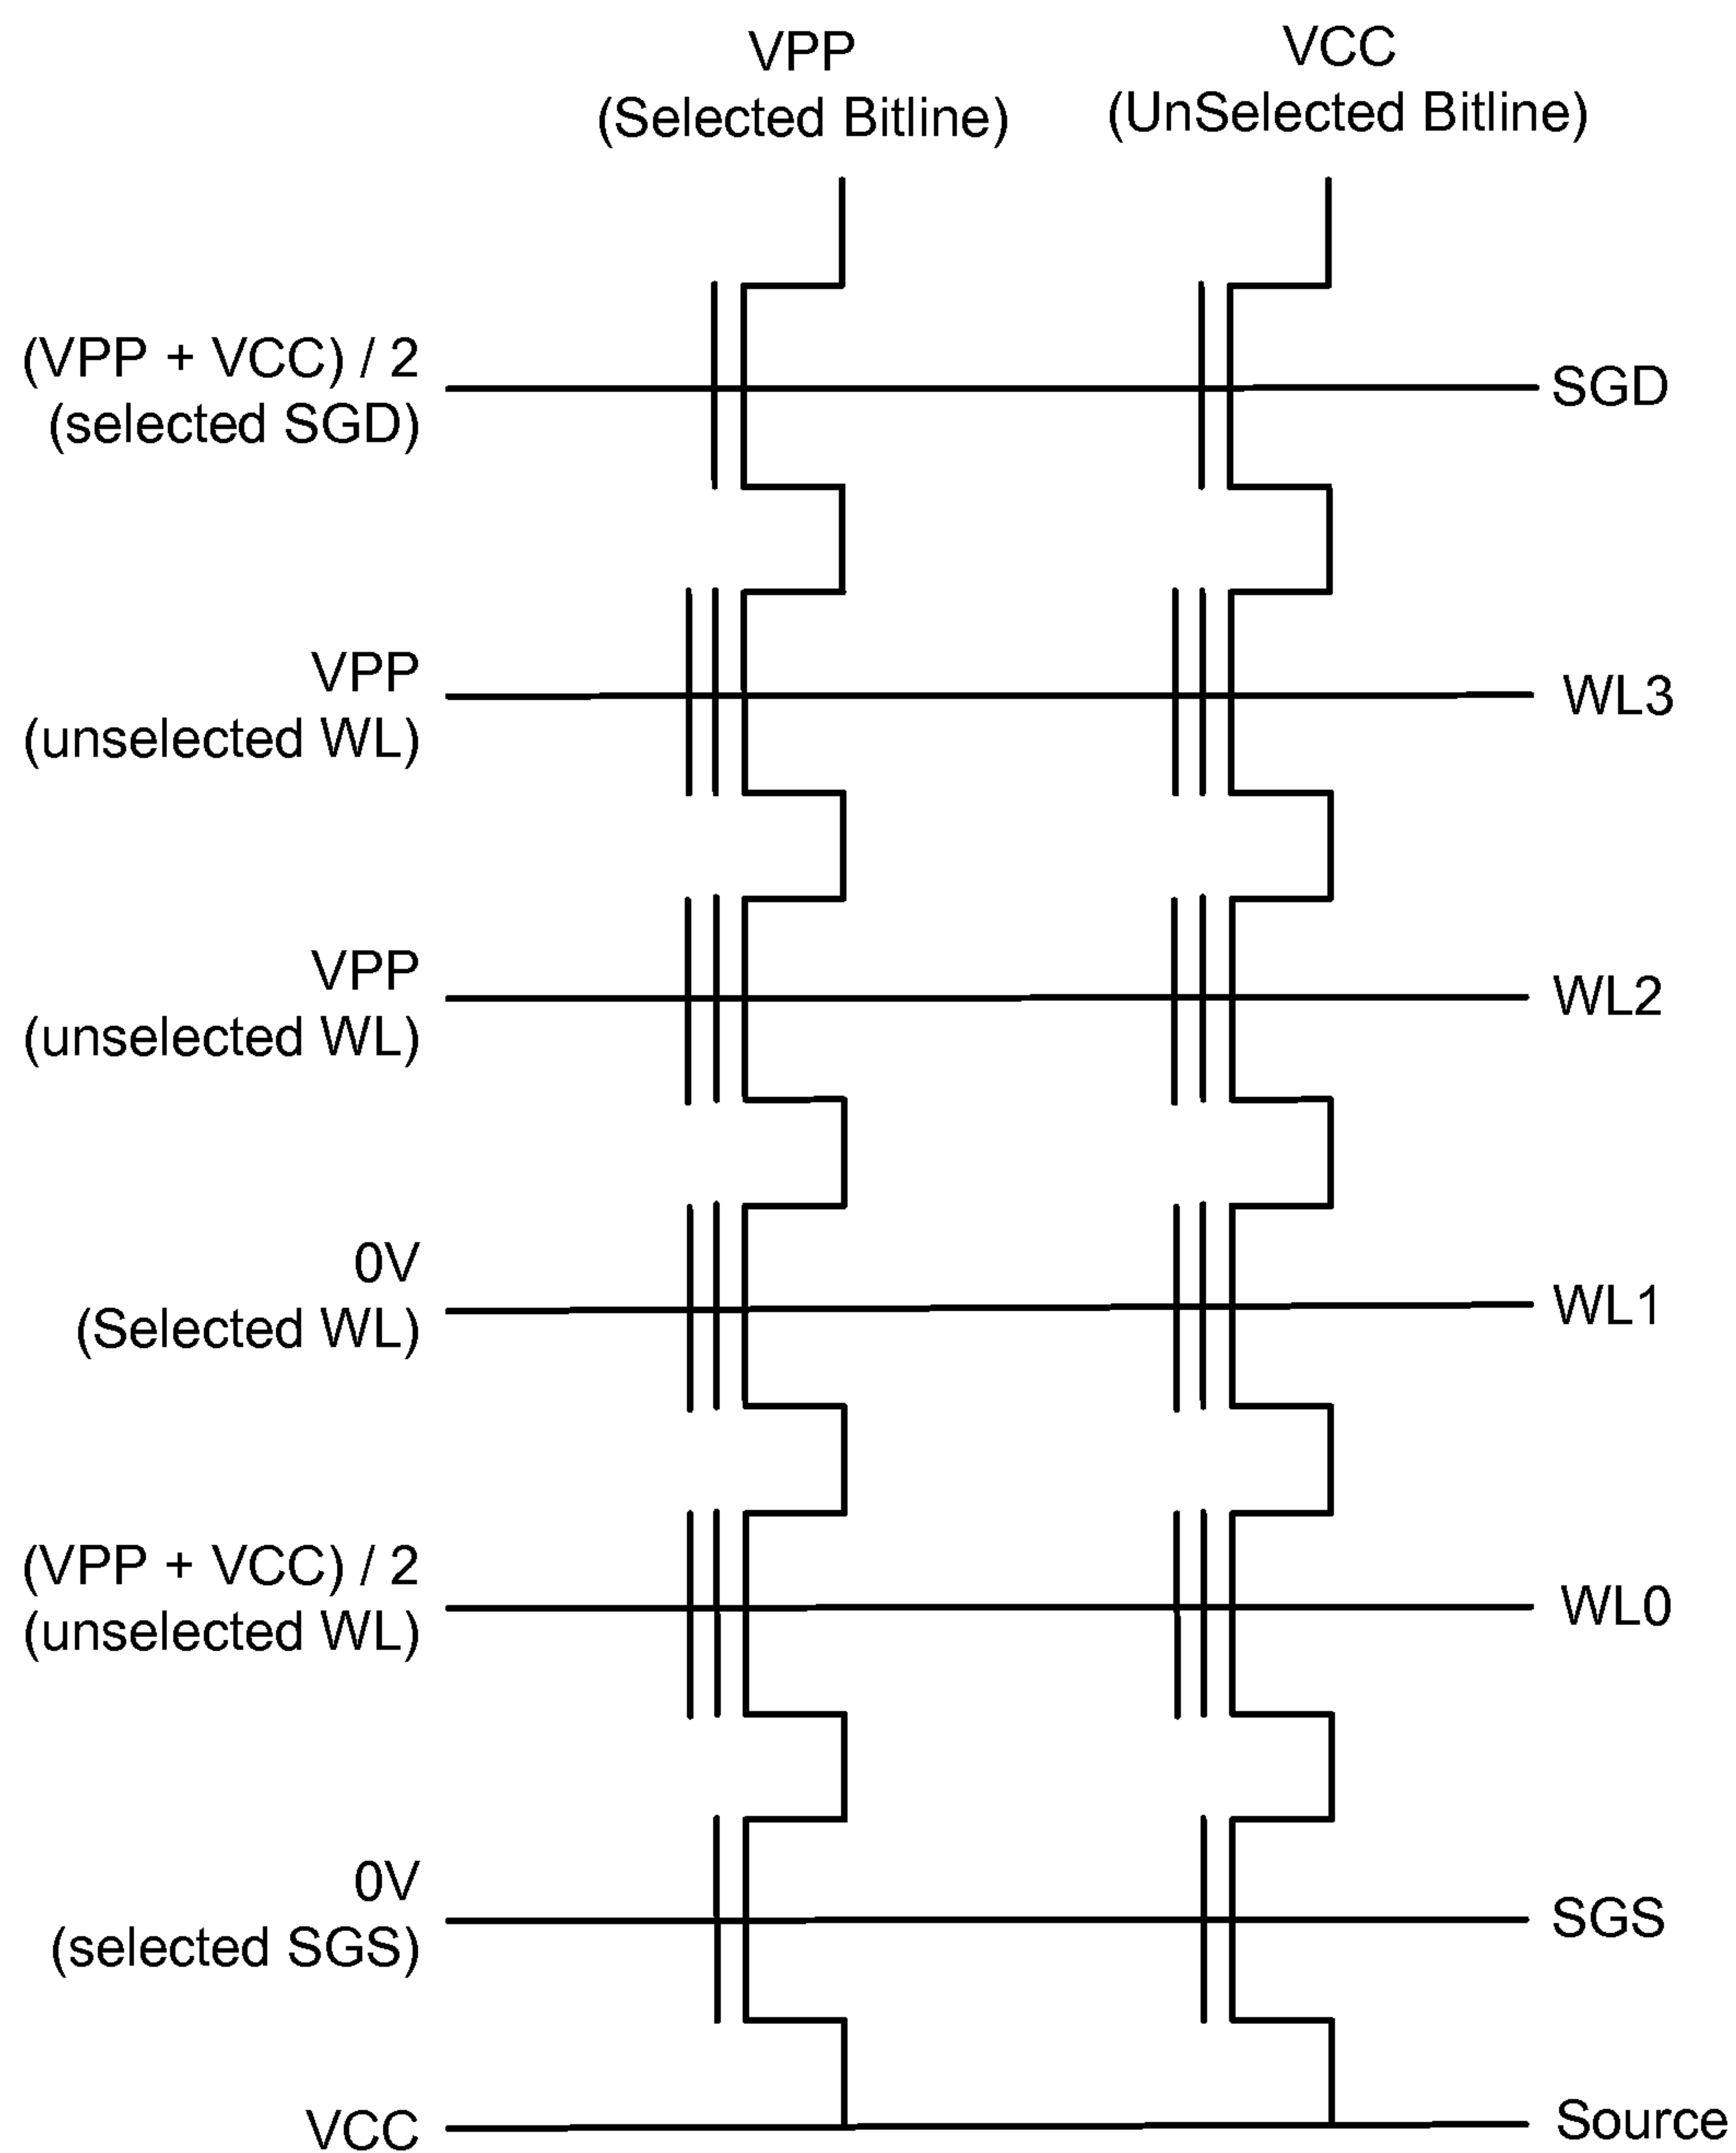 VPP
(Selected Bitline)
VCC
(UnSelected Bitline)
(VPP + VCC) / 2
(selected SGD)
SGD
VPP
(unselected WL)
WL3
VPP
(unselected WL)
WL2
0V
(Selected WL)
WL1
(VPP + VCC) / 2
(unselected WL)
WL0
0V
(selected SGS)
SGS
VCC
Source